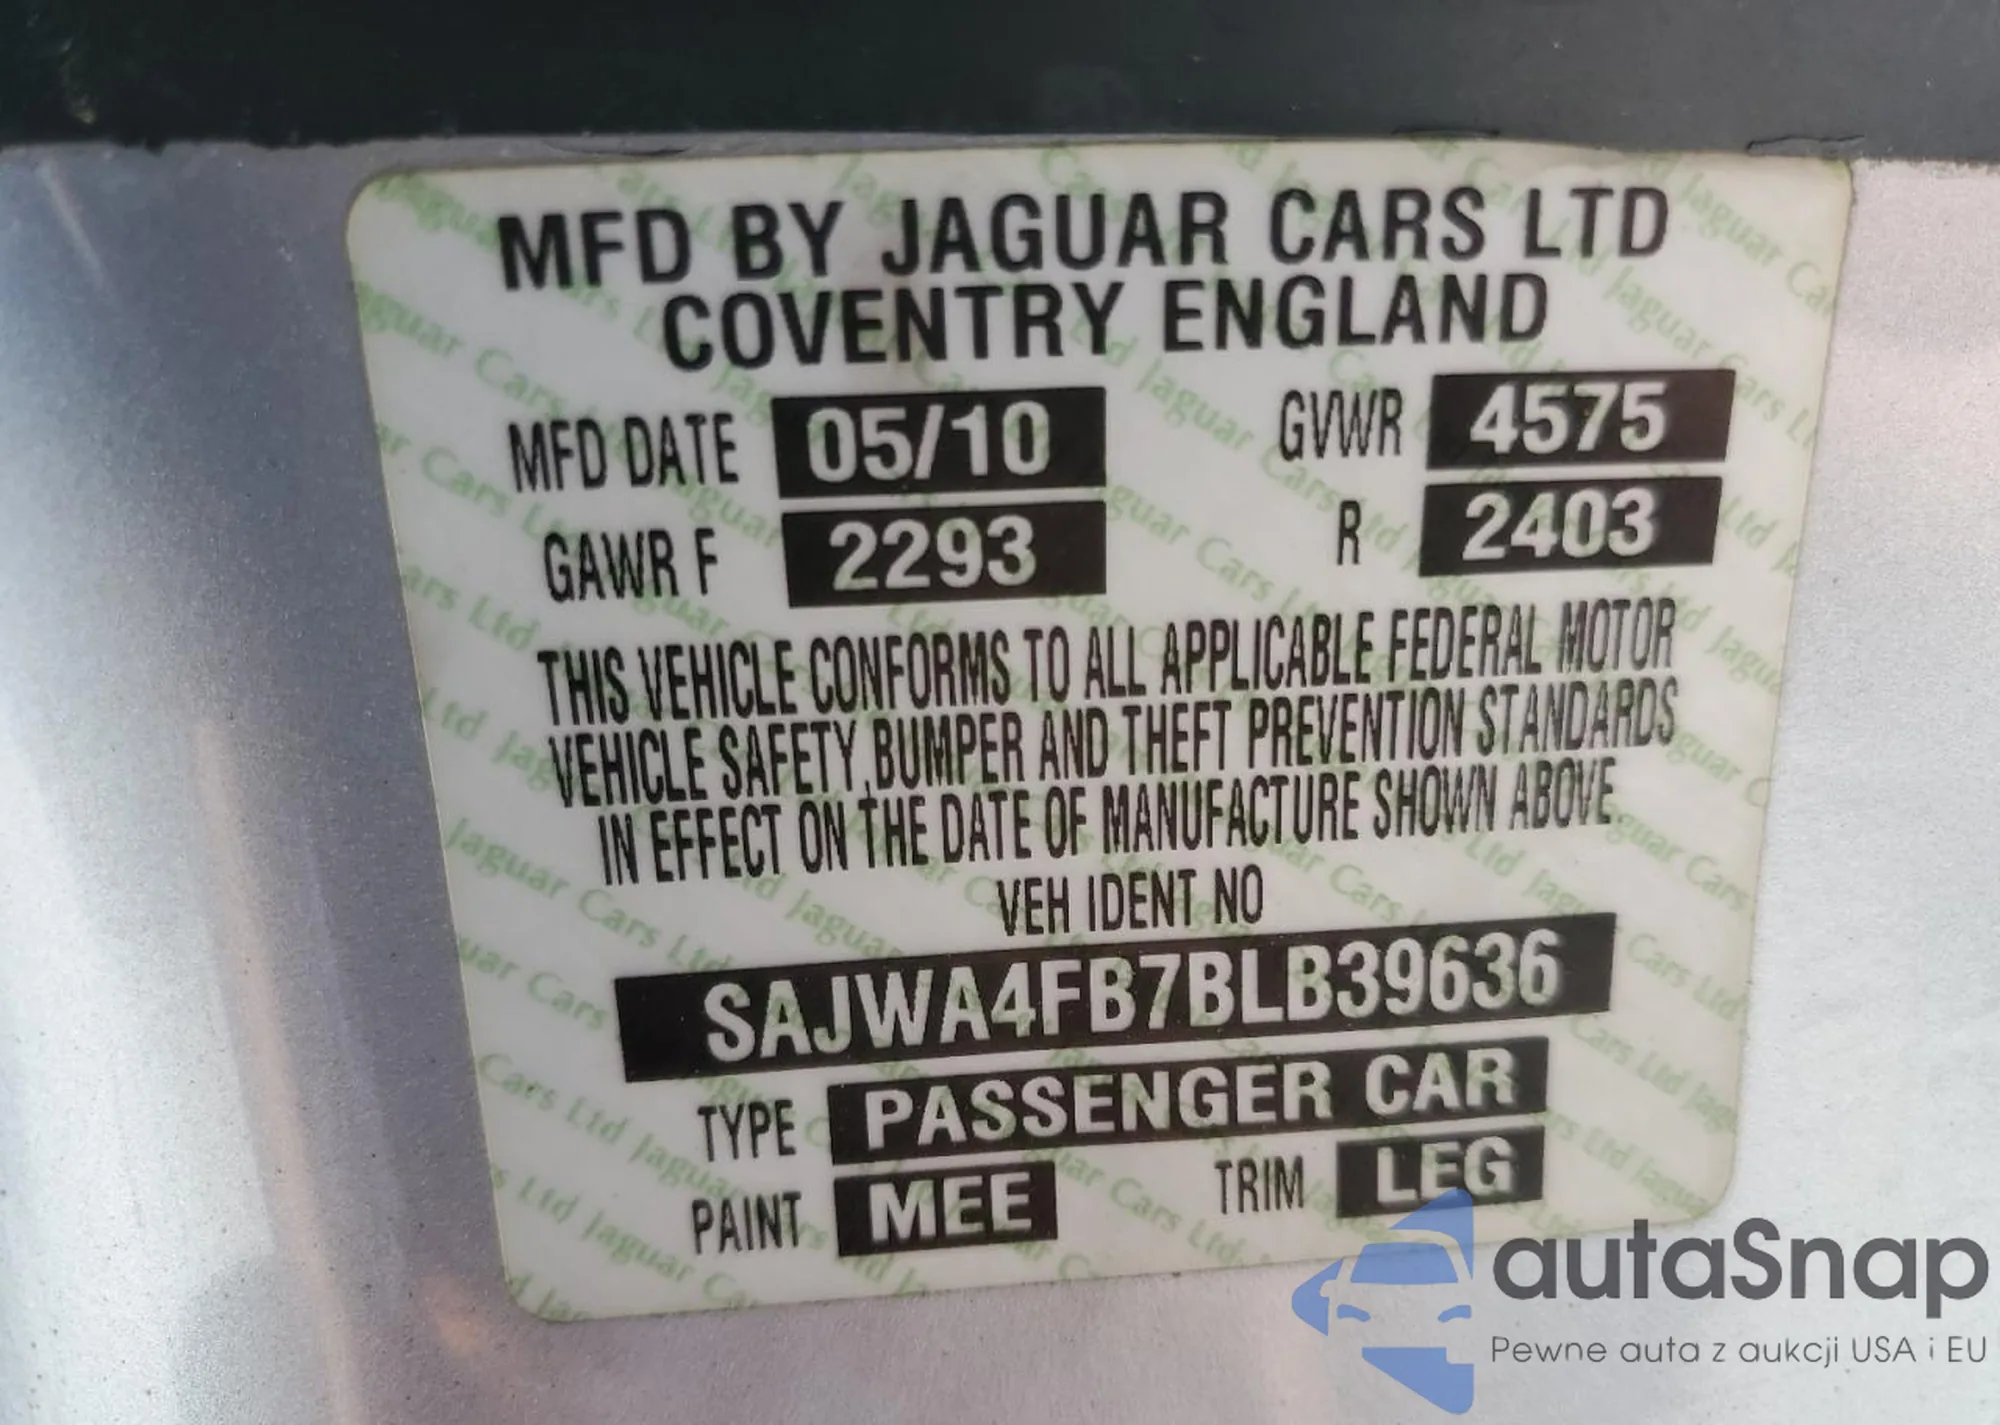 MFD BY JAGUAR CARS LTD
COVENTRY ENGLAND
MFD DATE 05/10 GVWR 4575
GAWR F 2293 R 2403
THIS VEHICLE CONFORMS TO ALL APPLICABLE FEDERAL MOTOR
VEHICLE SAFETY, BUMPER AND THEFT PREVENTION STANDARDS
IN EFFECT ON THE DATE OF MANUFACTURE SHOWN ABOVE.
VEH IDENT NO
SAJWA4FB7BLB39636
TYPE PASSENGER CAR
PAINT MEE TRIM LEG
autaSnap
Pewne auta z aukcji USA i EU